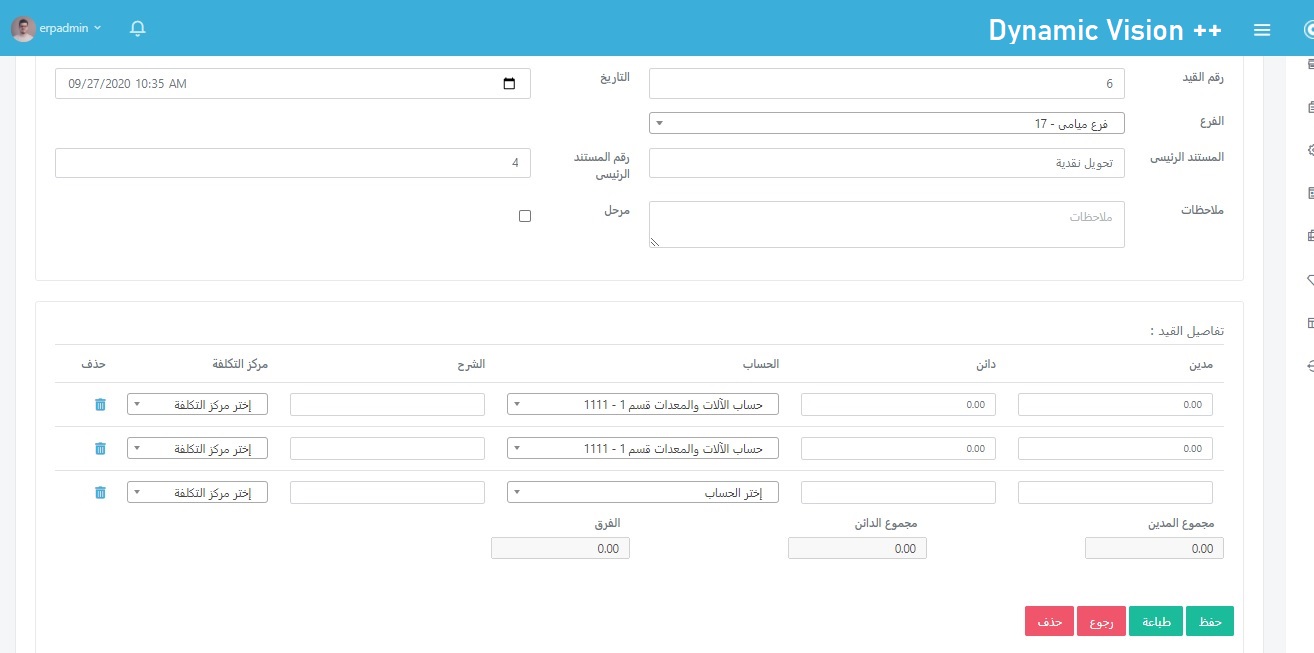 Dynamic Vision ++
erpadmin
رقم القيد
6
التاريخ
09/27/2020 10:35 AM
الفرع
فرع ميامى - 17
المستند الرئيسى
تحويل نقدية
رقم المستند
الرئيسى
4
ملاحظات
ملاحظات
مرحل
تفاصيل القيد :
مدين دائن الحساب الشرح مركز التكلفة حذف
0.00 0.00 حساب الآلات والمعدات قسم 1 - 1111 إختر مركز التكلفة
0.00 0.00 حساب الآلات والمعدات قسم 1 - 1111 إختر مركز التكلفة
إختر الحساب إختر مركز التكلفة
مجموع المدين مجموع الدائن الفرق
0.00 0.00 0.00
حفظ طباعة رجوع حذف